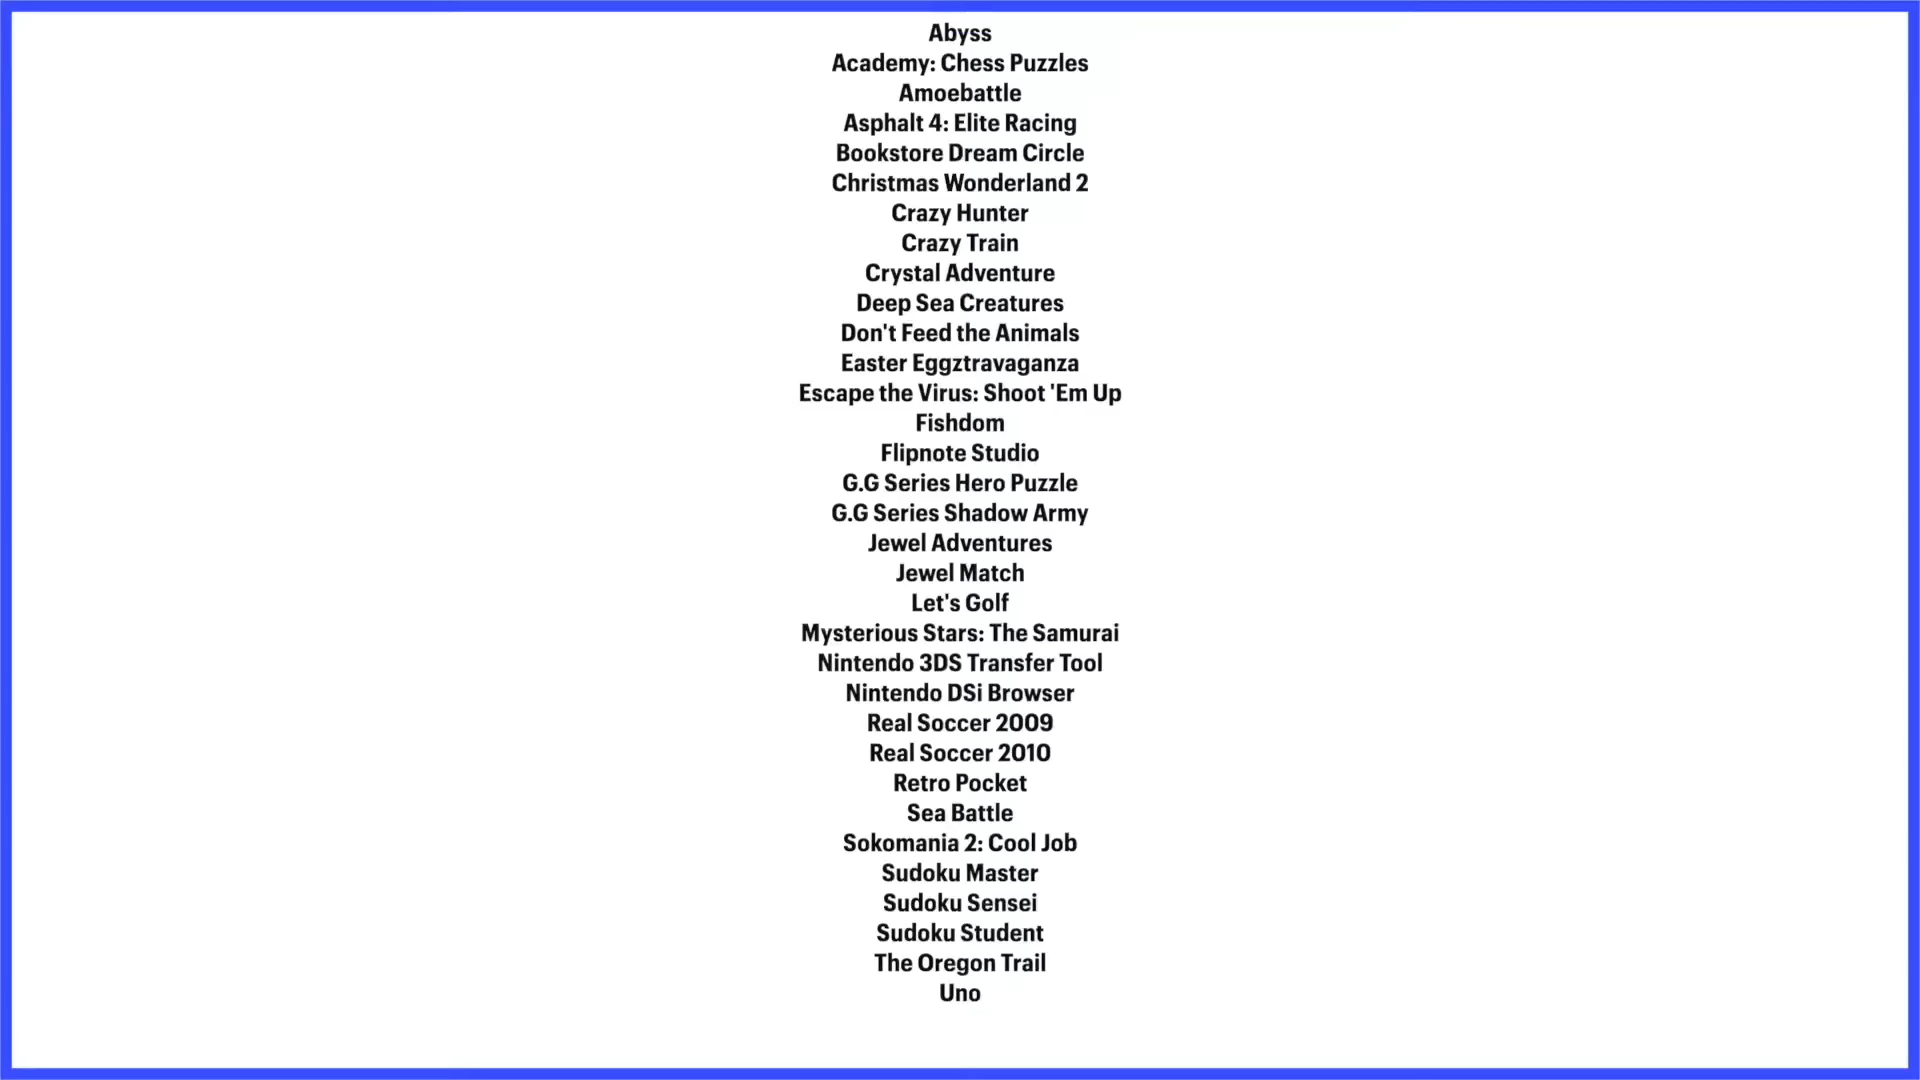 Abyss
Academy: Chess Puzzles
Amoebattle
Asphalt 4: Elite Racing
Bookstore Dream Circle
Christmas Wonderland 2
Crazy Hunter
Crazy Train
Crystal Adventure
Deep Sea Creatures
Don't Feed the Animals
Easter Eggztravaganza
Escape the Virus: Shoot 'Em Up
Fishdom
Flipnote Studio
G.G Series Hero Puzzle
G.G Series Shadow Army
Jewel Adventures
Jewel Match
Let's Golf
Mysterious Stars: The Samurai
Nintendo 3DS Transfer Tool
Nintendo DSi Browser
Real Soccer 2009
Real Soccer 2010
Retro Pocket
Sea Battle
Sokomania 2: Cool Job
Sudoku Master
Sudoku Sensei
Sudoku Student
The Oregon Trail
Uno